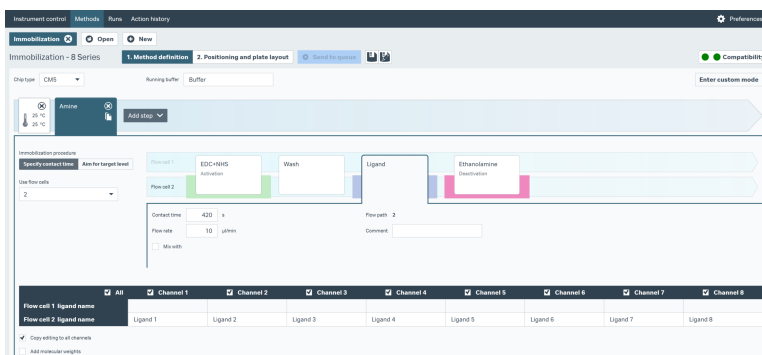 Instrument control Methods Runs Action history Preferences
Immobilization Open New
Immobilization - 8 Series 1. Method definition 2. Positioning and plate layout Send to queue Compatibility
Chip type CM5 Running buffer Buffer Enter custom mode
26 °C
26 °C
Amine
Add step
Immobilization procedure
Specify contact time Aim for target level
Use flow cells
2
Flow cell 1
Flow cell 2
EDC+NHS
Activation
Wash
Ligand
Ethanolamine
Deactivation
Contact time 420 s Flow path 2
Flow rate 10 µl/min Comment
Mix with
All Channel 1 Channel 2 Channel 3 Channel 4 Channel 5 Channel 6 Channel 7 Channel 8
Flow cell 1 ligand name
Flow cell 2 ligand name Ligand 1 Ligand 2 Ligand 3 Ligand 4 Ligand 5 Ligand 6 Ligand 7 Ligand 8
Copy editing to all channels
Add molecular weights